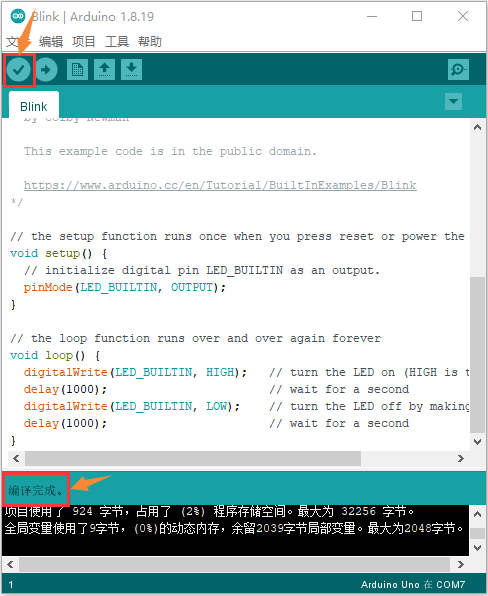 Blink | Arduino 1.8.19
文 编辑 项目 工具 帮助
Blink
by Colby Newman
This example code is in the public domain.
https://www.arduino.cc/en/Tutorial/BuiltInExamples/Blink
*/
// the setup function runs once when you press reset or power the
void setup() {
// initialize digital pin LED_BUILTIN as an output.
pinMode(LED_BUILTIN, OUTPUT);
}
// the loop function runs over and over again forever
void loop() {
digitalWrite(LED_BUILTIN, HIGH); // turn the LED on (HIGH is t
delay(1000); // wait for a second
digitalWrite(LED_BUILTIN, LOW); // turn the LED off by making
delay(1000); // wait for a second
}
编译完成。
项目使用了 924 字节，占用了 (2%) 程序存储空间。最大为 32256 字节。
全局变量使用了9字节，(0%)的动态内存，余留2039字节局部变量。最大为2048字节。
1
Arduino Uno 在 COM7